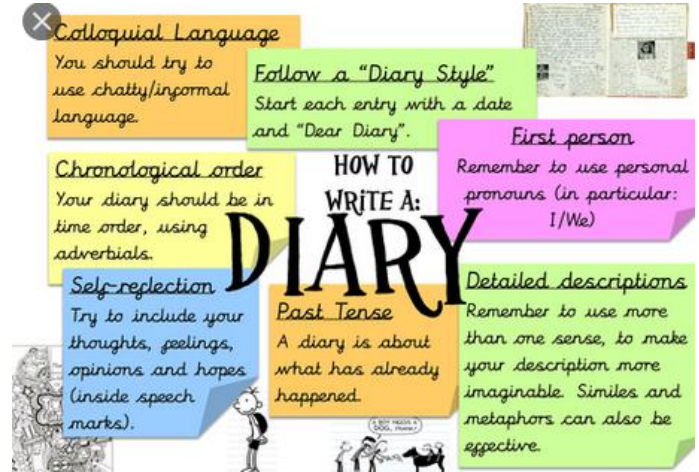 Colloquial Language
You should try to
use chatty/informal
language.
Follow a "Diary Style"
Start each entry with a date
and "Dear Diary".
First person
Remember to use personal
pronouns (in particular:
I/We)
Chronological order
Your diary should be in
time order, using
adverbials.
HOW TO
WRITE A:
DIARY
Self-reflection
Try to include your
thoughts, feelings,
opinions and hopes
(inside speech
marks).
Past Tense
A diary is about
what has already
happened.
Detailed descriptions
Remember to use more
than one sense, to make
your description more
imaginable. Similes and
metaphors can also be
effective.
A BOY NEEDS A
DOG, FRANK!